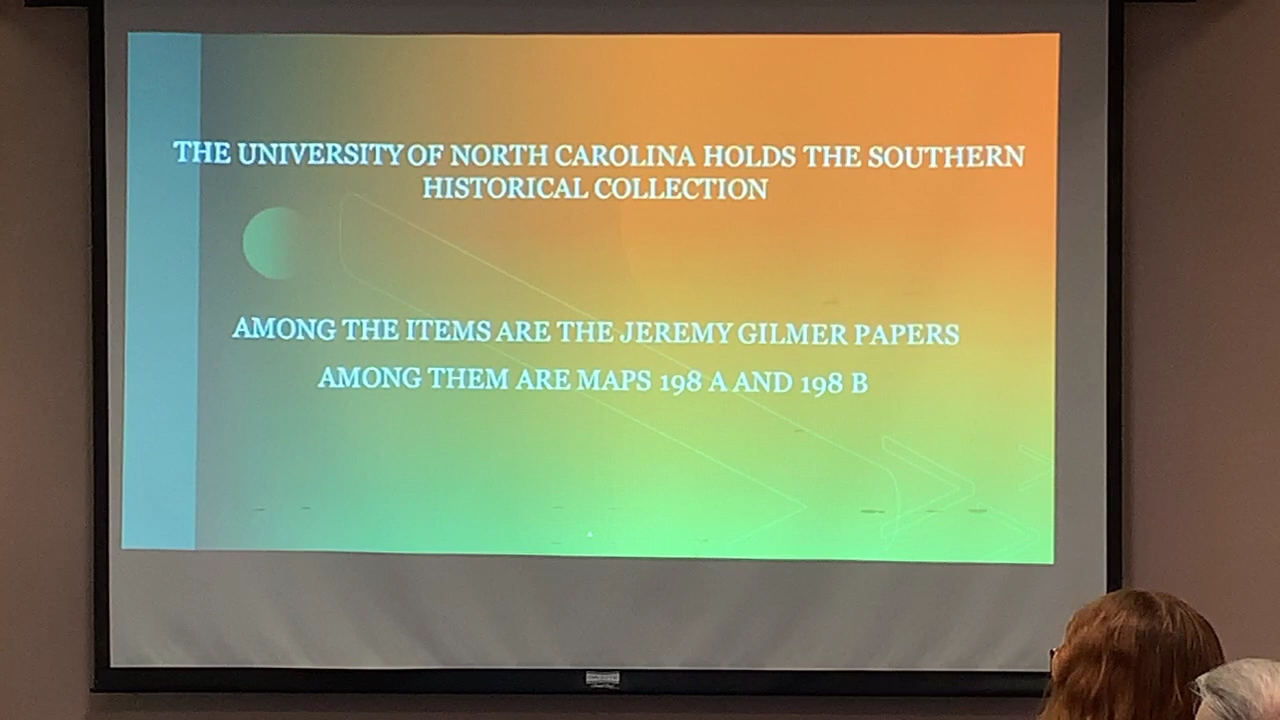 THE UNIVERSITY OF NORTH CAROLINA HOLDS THE SOUTHERN
HISTORICAL COLLECTION
AMONG THE ITEMS ARE THE JEREMY GILMER PAPERS
AMONG THEM ARE MAPS 198 A AND 198 B